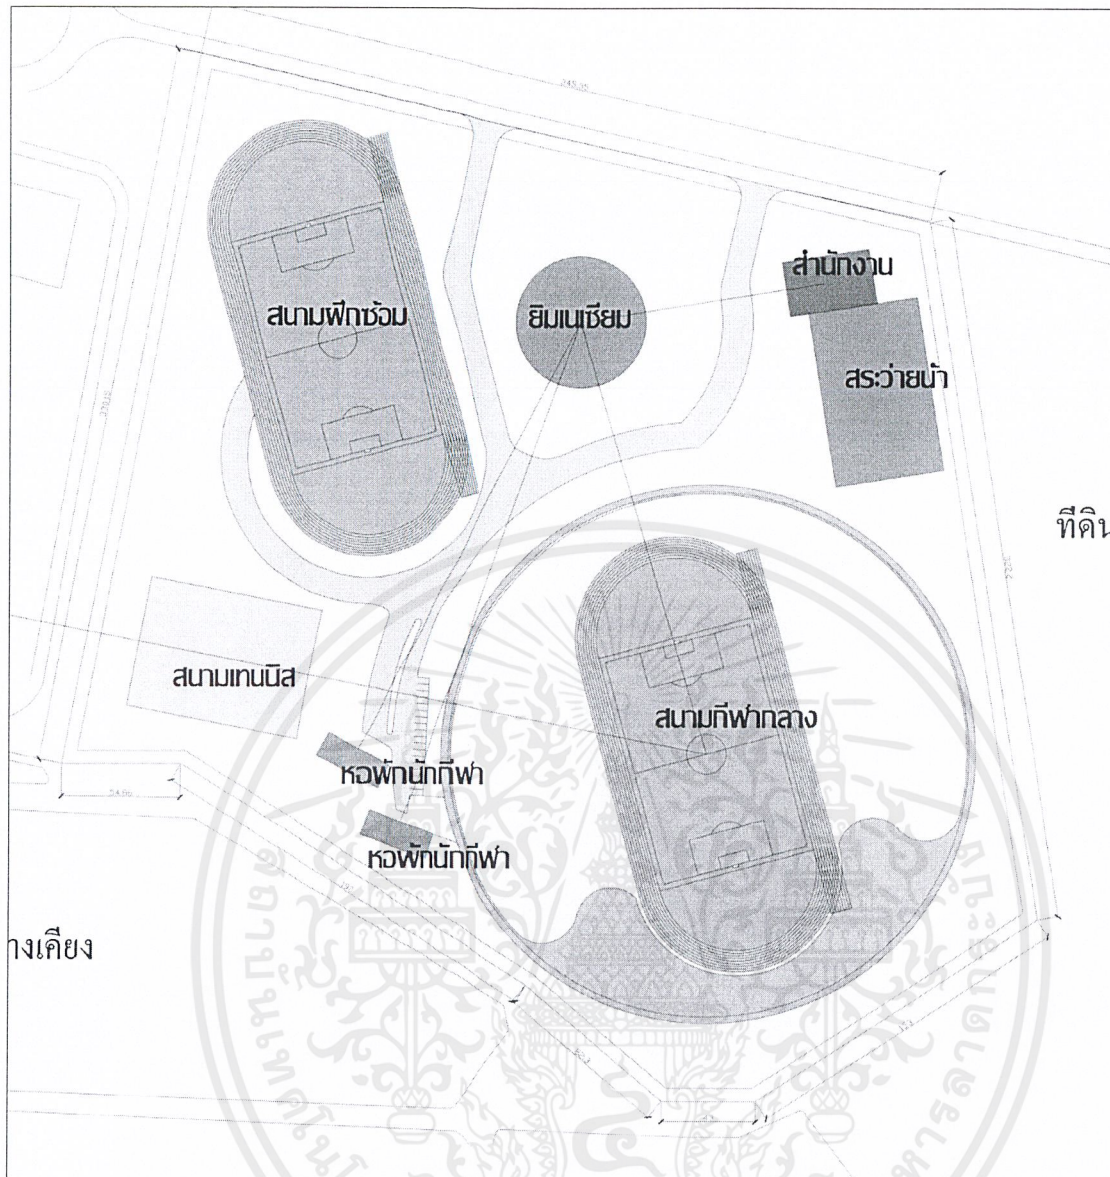 สำนักงาน
สนามฝึกซ้อม
ยิมเนเซียม
สระว่ายน้ำ
ที่ดิน
สนามเทนนิส
สนามกีฬากลาง
หอพักนักกีฬา
หอพักนักกีฬา
างเคียง